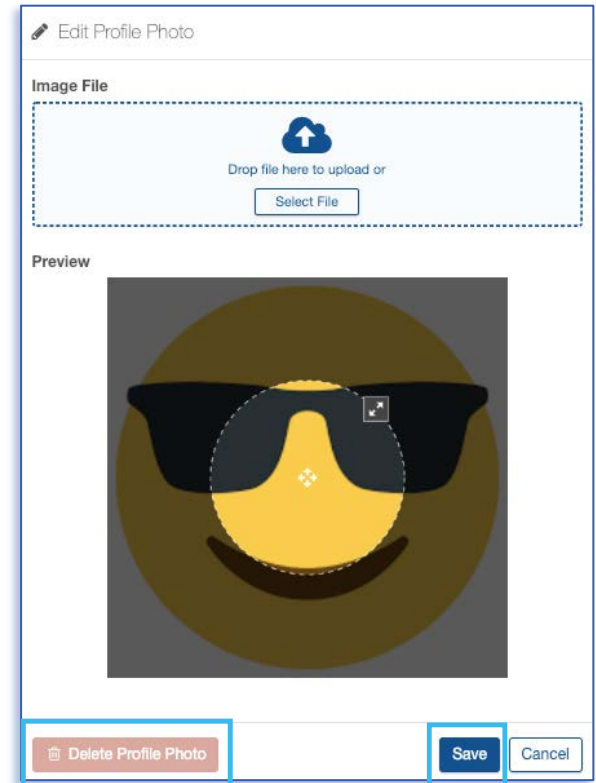 Edit Profile Photo
Image File
Drop file here to upload or
Select File
Preview
Delete Profile Photo
Save
Cancel